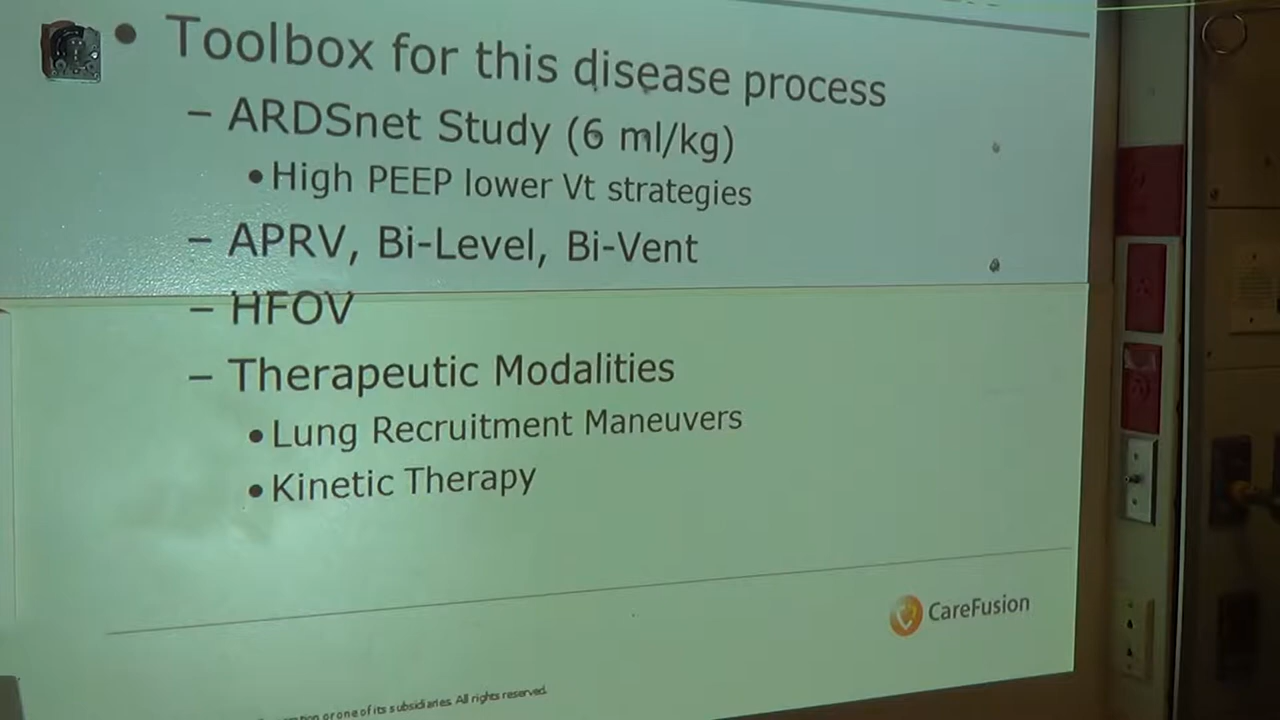 • Toolbox for this disease process
– ARDSnet Study (6 ml/kg)
• High PEEP lower Vt strategies
– APRV, Bi-Level, Bi-Vent
– HFOV
– Therapeutic Modalities
• Lung Recruitment Maneuvers
• Kinetic Therapy
CareFusion
or one of its subsidiaries. All rights reserved.